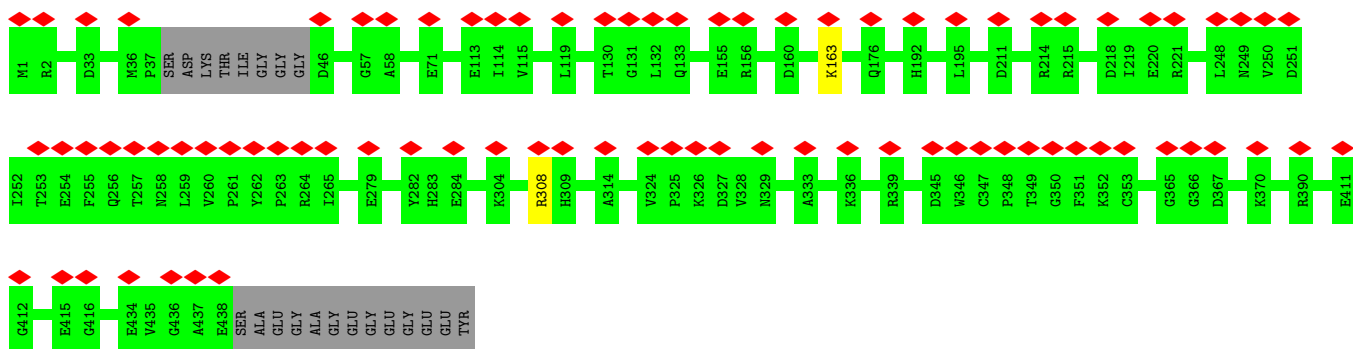 M1 R2 D33 M36 P37 SER ASP LYS THR ILE GLY GLY GLY D46 G57 A58 E71 E113 I114 V115 L119 T130 G131 L132 Q133 E155 R156 D160 K163 Q176 H192 L195 D211 R214 R215 D218 I219 E220 R221 L248 N249 V250 D251
I252 T253 E254 F255 Q256 T257 N258 L259 V260 P261 Y262 P263 R264 I265 E279 Y282 H283 E284 K304 R308 H309 A314 V324 P325 K326 D327 V328 N329 A333 K336 R339 D345 W346 C347 P348 T349 G350 F351 K352 C353 G365 G366 D367 K370 R390 E411
G412 E415 G416 E434 V435 G436 A437 E438 SER ALA GLU GLY ALA GLY GLU GLY GLU GLY GLU GLU TYR